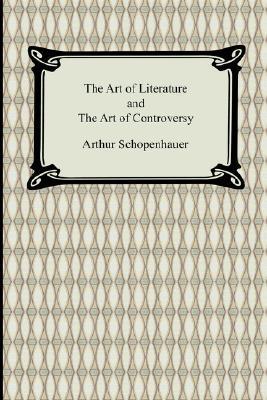 The Art of Literature
and
The Art of Controversy
Arthur Schopenhauer